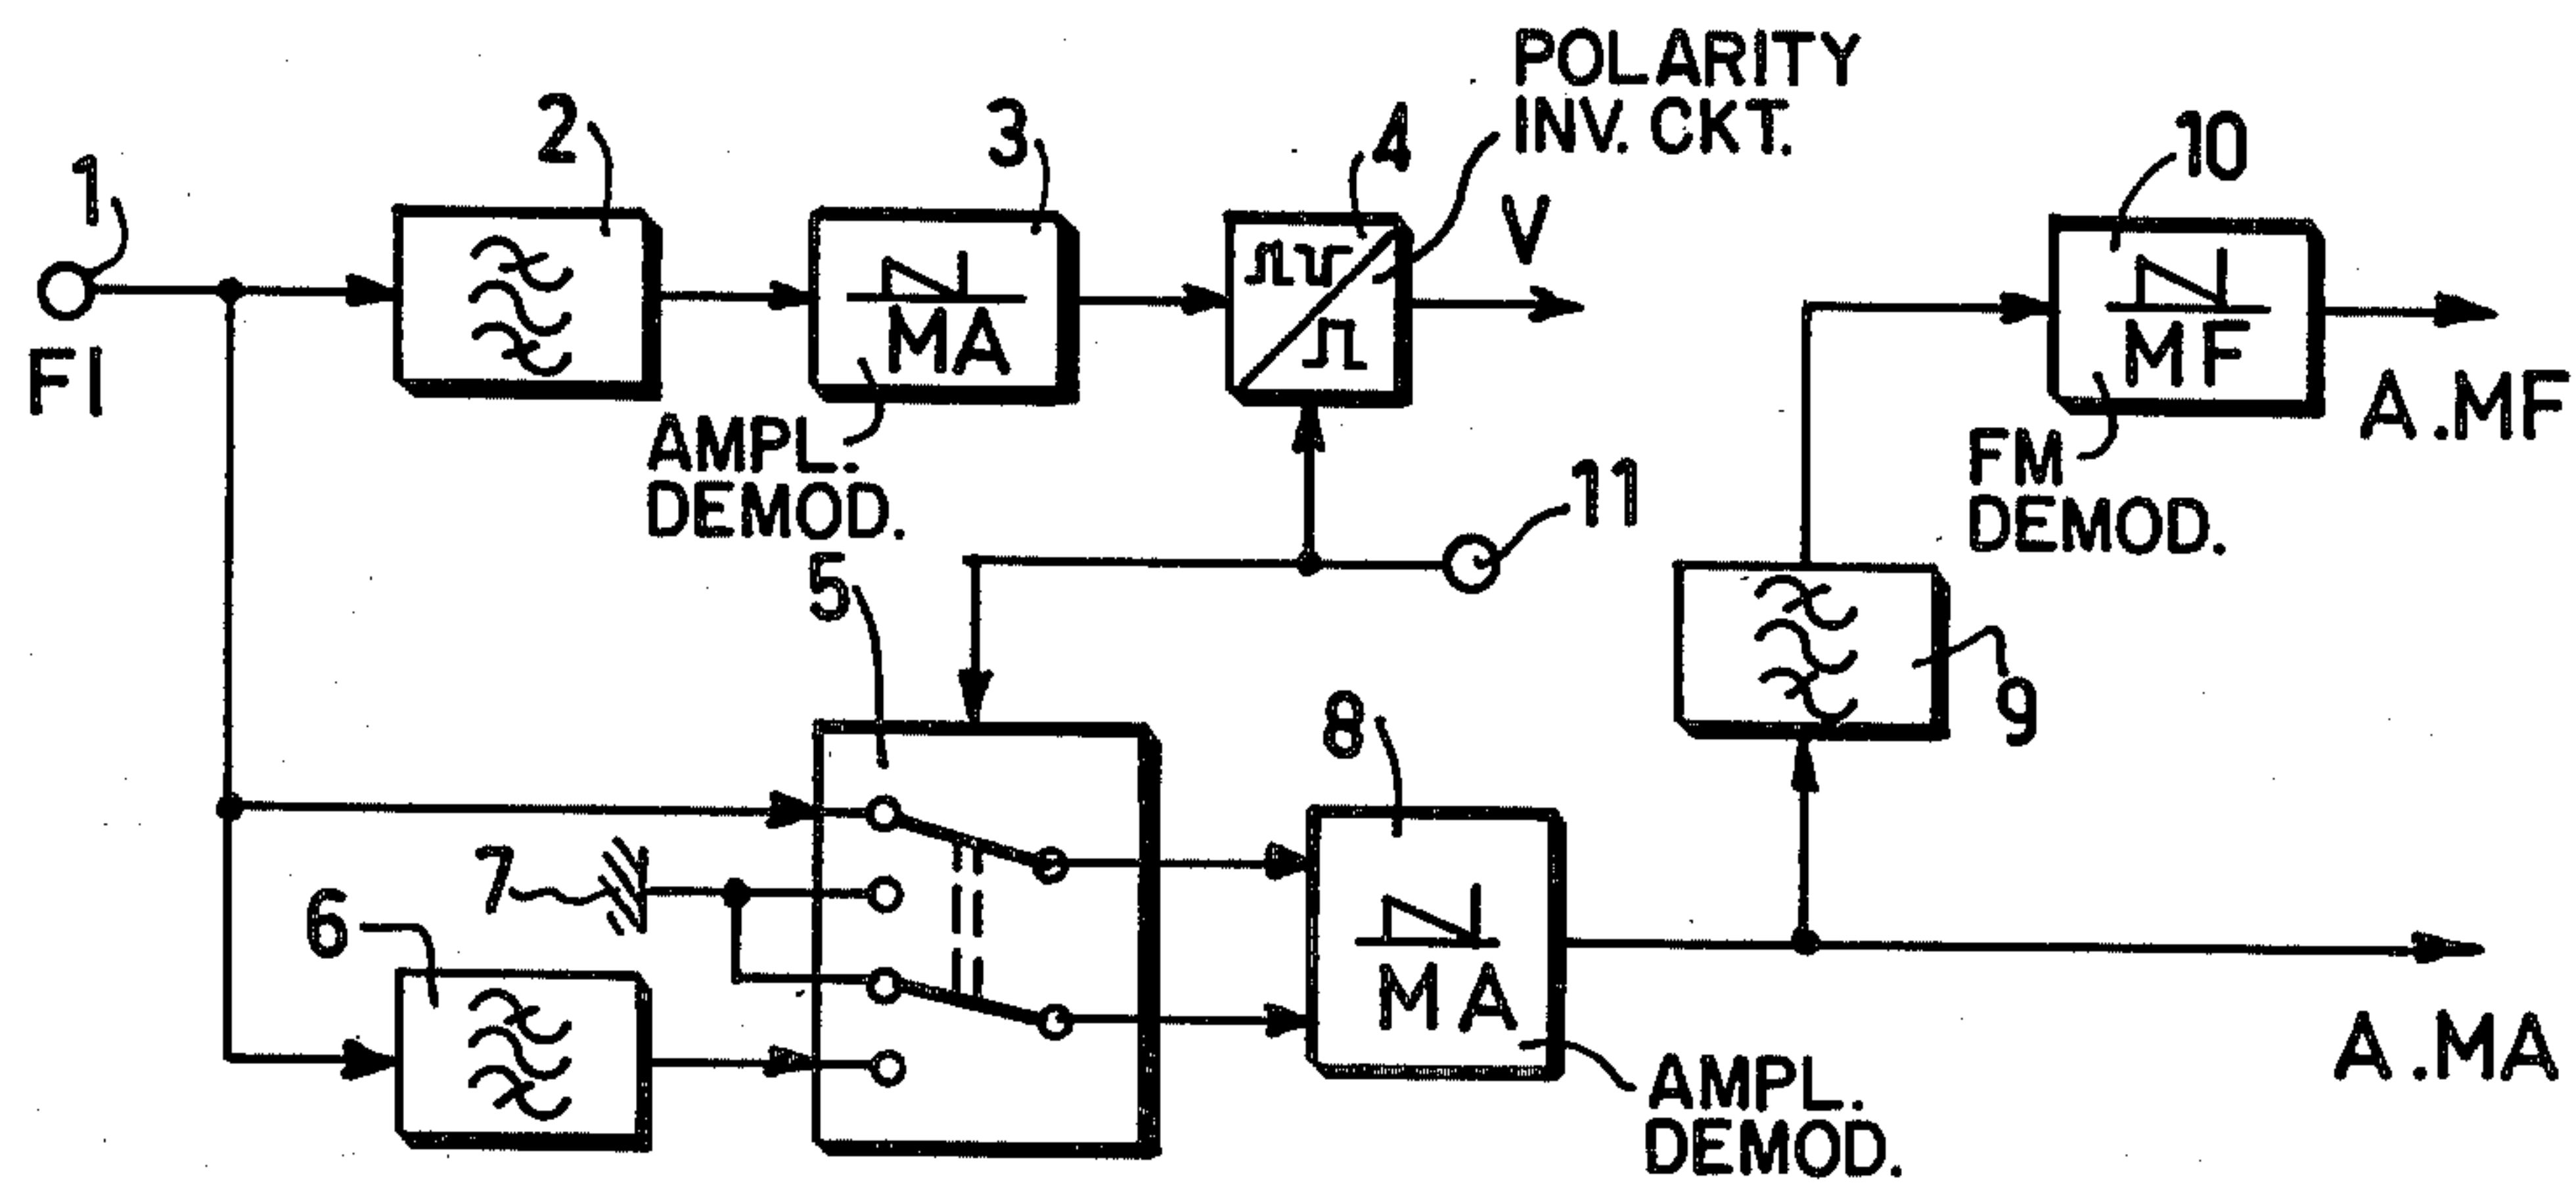 POLARITY
INV. CKT.
1
2
3
4
10
V
FI
MA
MF
A.MF
AMPL.
DEMOD.
FM
DEMOD.
11
5
9
8
7
6
MA
A.MA
AMPL.
DEMOD.